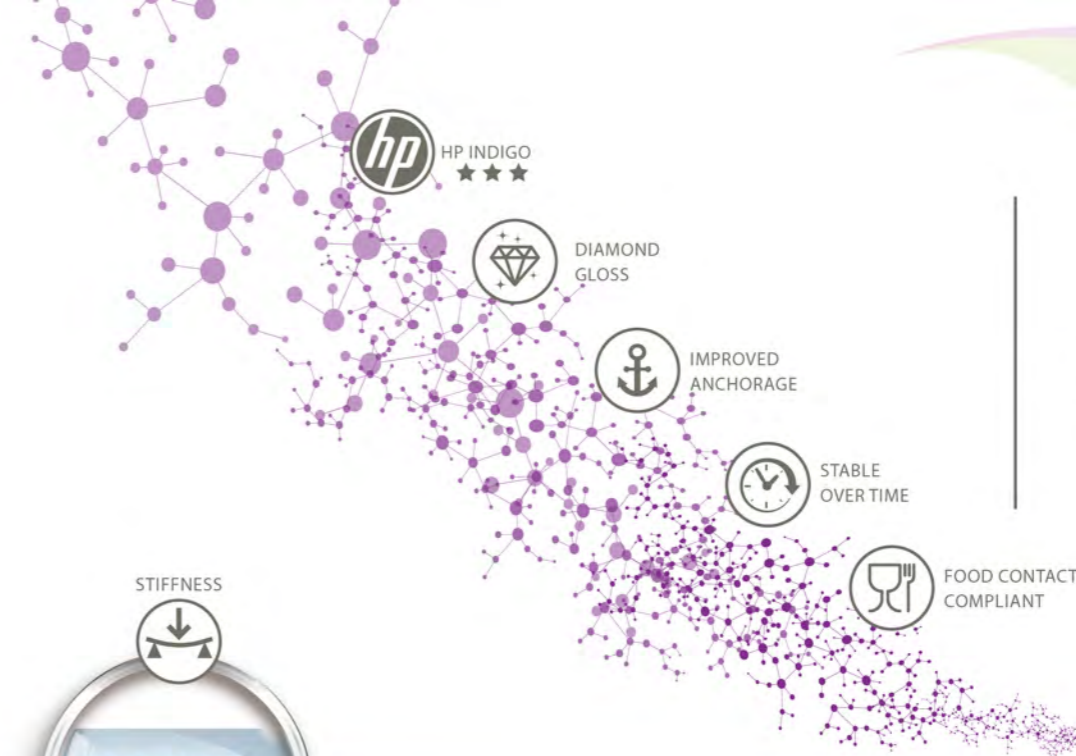 hp
HP INDIGO
DIAMOND
GLOSS
IMPROVED
ANCHORAGE
STABLE
OVER TIME
FOOD CONTACT
COMPLIANT
STIFFNESS